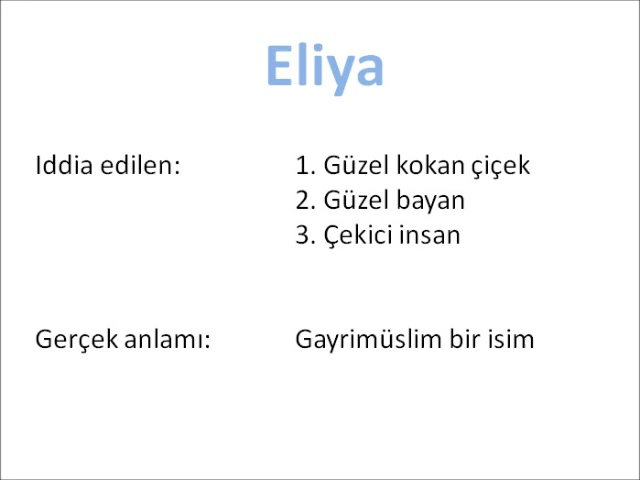 Eliya
Iddia edilen: 1. Güzel kokan çiçek
2. Güzel bayan
3. Çekici insan
Gerçek anlamı: Gayrimüslim bir isim